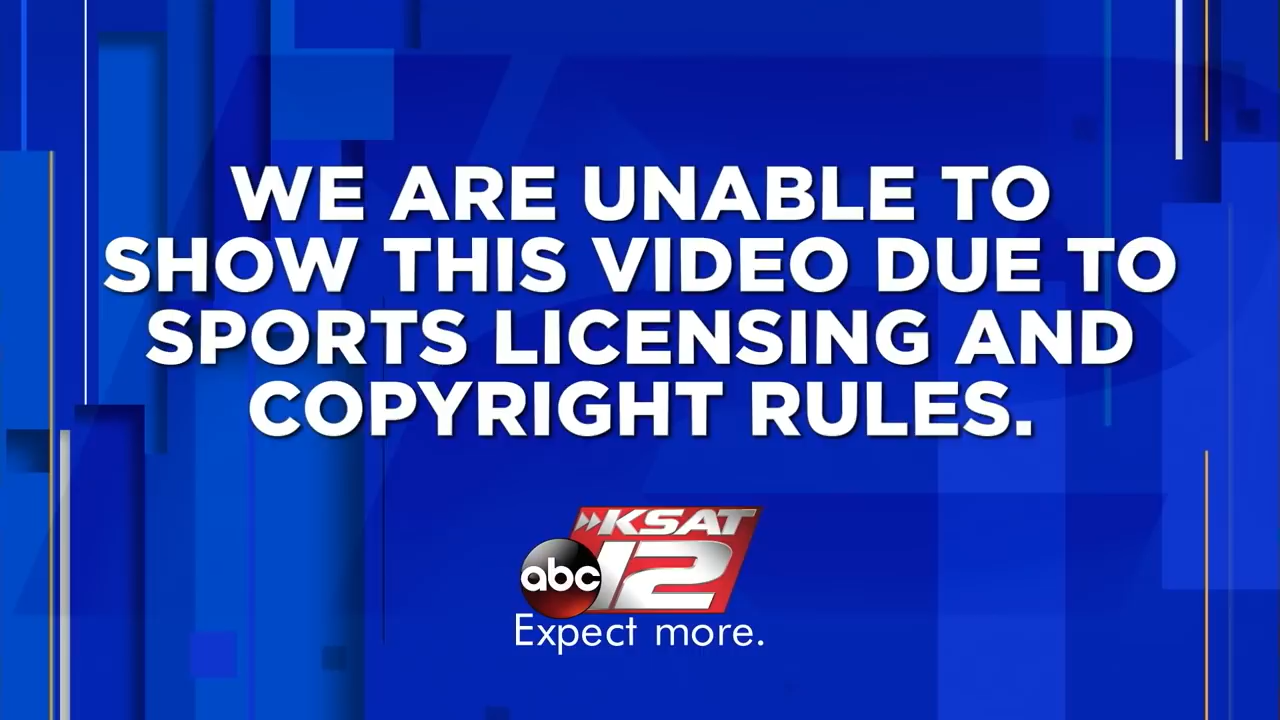 WE ARE UNABLE TO
SHOW THIS VIDEO DUE TO
SPORTS LICENSING AND
COPYRIGHT RULES.
KSAT
abc 12
Expect more.